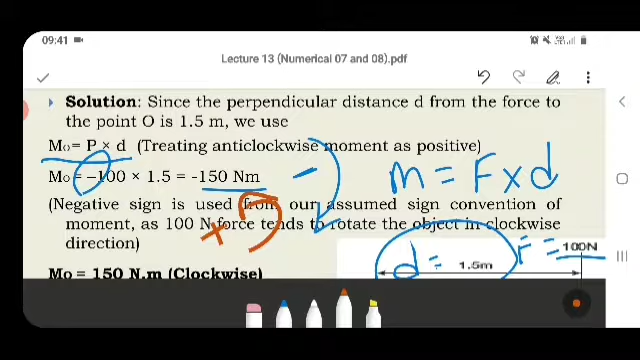 09:41
Lecture 13 (Numerical 07 and 08).pdf
Solution: Since the perpendicular distance d from the force to
the point O is 1.5 m, we use
Mo= P × d (Treating anticlockwise moment as positive)
Mo = −100 × 1.5 = -150 Nm
m = F x d
(Negative sign is used from our assumed sign convention of
moment, as 100 N force tends to rotate the object in clockwise
direction)
Mo = 150 N.m (Clockwise)
d = 1.5m
F = 100N